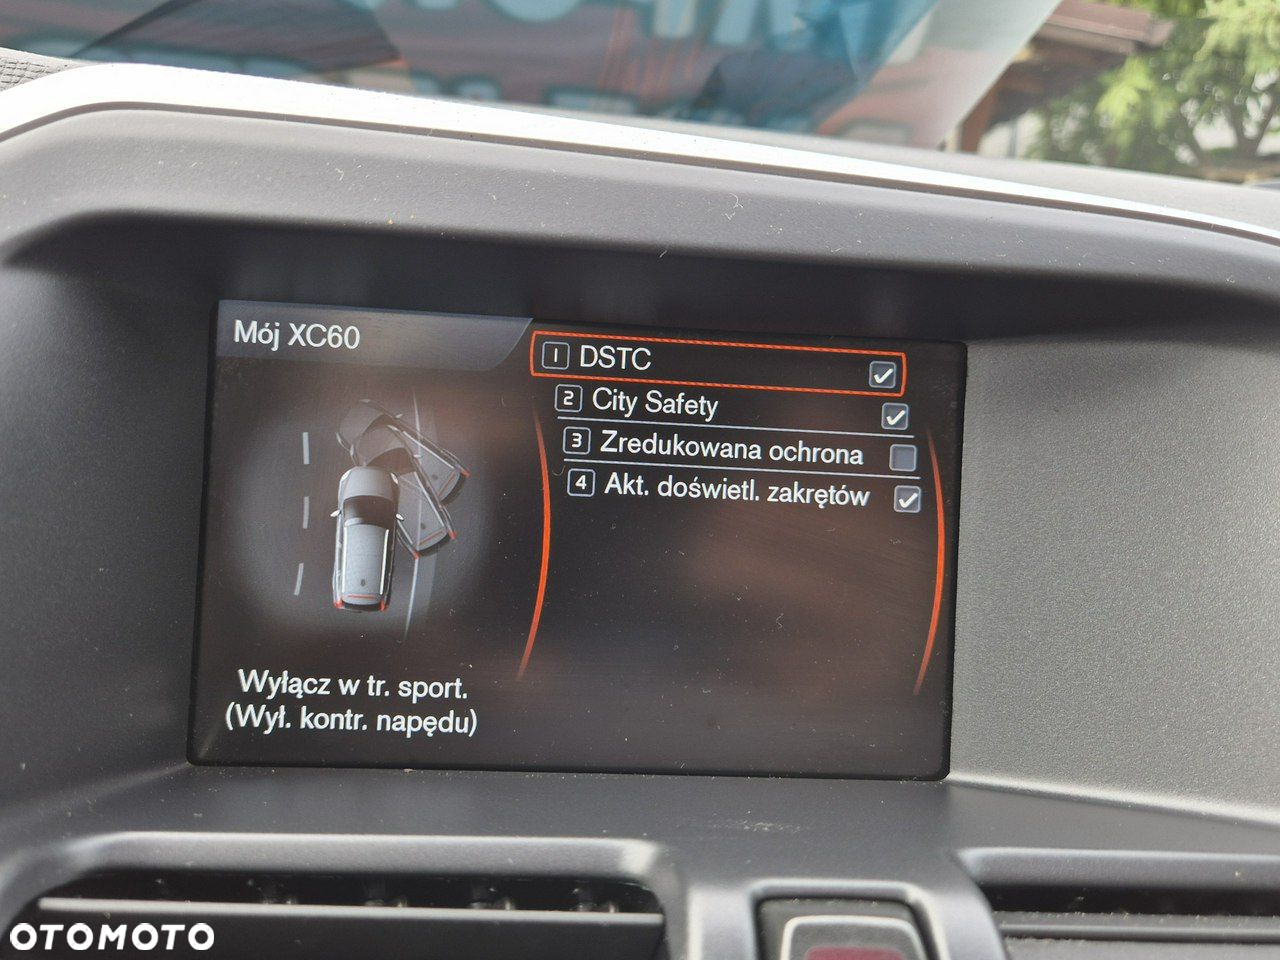 Mój XC60
1 DSTC
2 City Safety
3 Zredukowana ochrona
4 Akt. doświetl. zakrętów
Wyłącz w tr. sport.
(Wył. kontr. napędu)
OTOMOTO